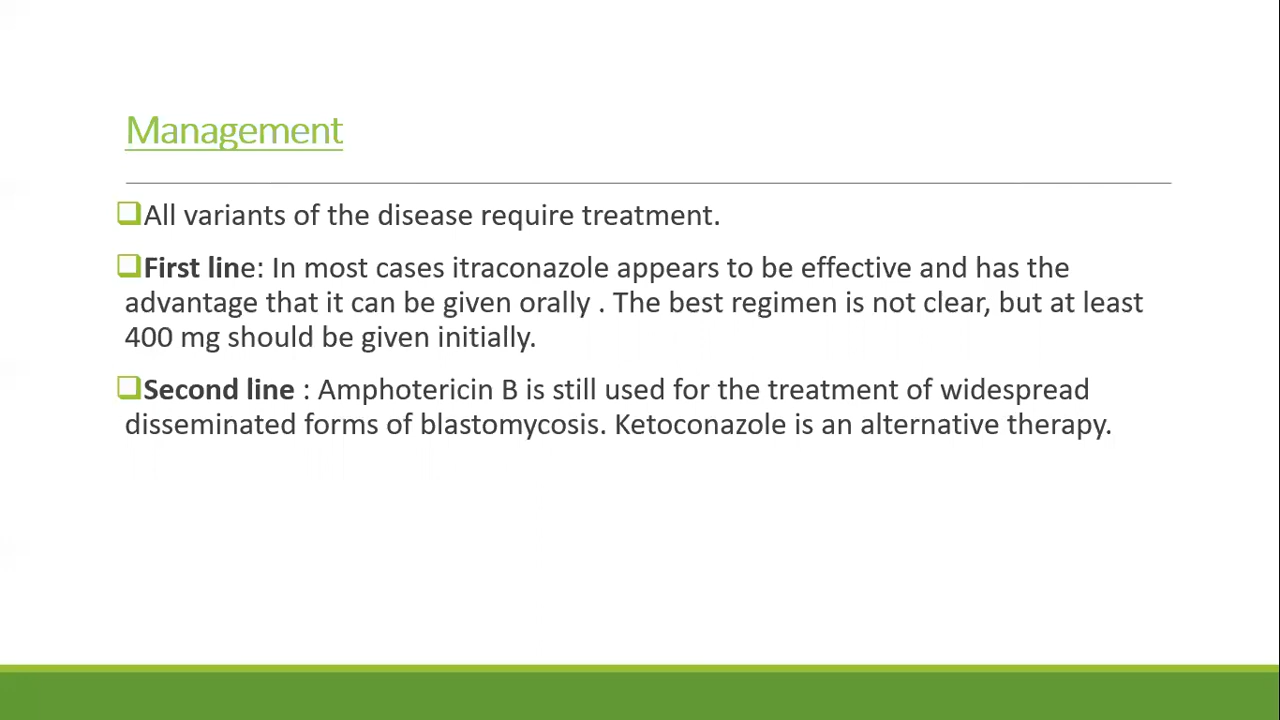 Management
❑All variants of the disease require treatment.
❑First line: In most cases itraconazole appears to be effective and has the
advantage that it can be given orally . The best regimen is not clear, but at least
400 mg should be given initially.
❑Second line : Amphotericin B is still used for the treatment of widespread
disseminated forms of blastomycosis. Ketoconazole is an alternative therapy.